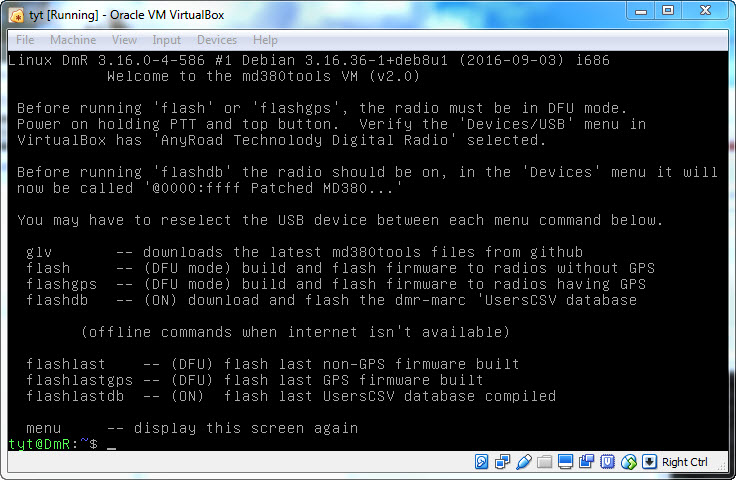 tyt [Running] - Oracle VM VirtualBox
File Machine View Input Devices Help
Linux DmR 3.16.0-4-586 #1 Debian 3.16.36-1+deb8u1 (2016-09-03) i686
Welcome to the md380tools VM (v2.0)
Before running 'flash' or 'flashgps', the radio must be in DFU mode.
Power on holding PTT and top button. Verify the 'Devices/USB' menu in
VirtualBox has 'AnyRoad Technolody Digital Radio' selected.
Before running 'flashdb' the radio should be on, in the 'Devices' menu it will
now be called '@0000:ffff Patched MD380...'
You may have to reselect the USB device between each menu command below.
glv -- downloads the latest md380tools files from github
flash -- (DFU mode) build and flash firmware to radios without GPS
flashgps -- (DFU mode) build and flash firmware to radios having GPS
flashdb -- (ON) download and flash the dmr-marc 'UsersCSV database
(offline commands when internet isn't available)
flashlast -- (DFU) flash last non-GPS firmware built
flashlastgps -- (DFU) flash last GPS firmware built
flashlastdb -- (ON) flash last UsersCSV database compiled
menu -- display this screen again
tyt@DmR:~$ _
Right Ctrl